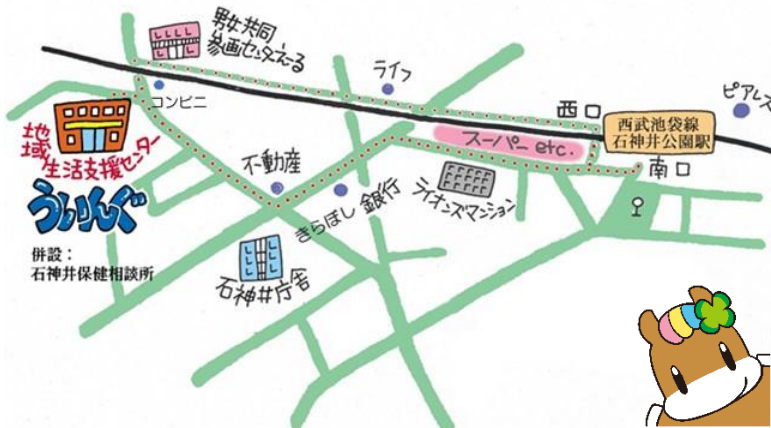 男女共同
参画センターえーる
ライフ
ピアレス
コンビニ
西口
西武池袋線
石神井公園駅
スーパー etc.
南口
地域
生活支援センター
ういんぐ
不動産
きらぼし 銀行
ライオンズマンション
併設：
石神井保健相談所
石神井庁舎